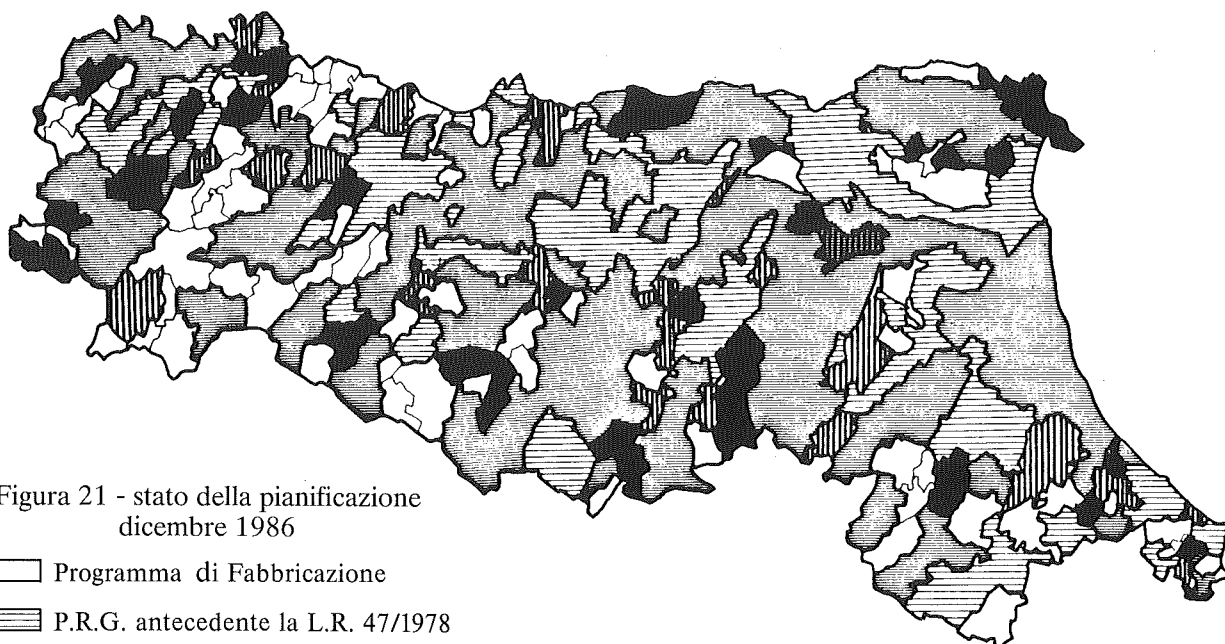 Figura 21 - stato della pianificazione
dicembre 1986
Programma di Fabbricazione
P.R.G. antecedente la L.R. 47/1978